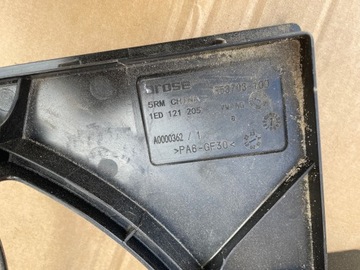 brose
5RM CHINA
1ED 121 205
A0000362 / 1
>PA6-GF30<